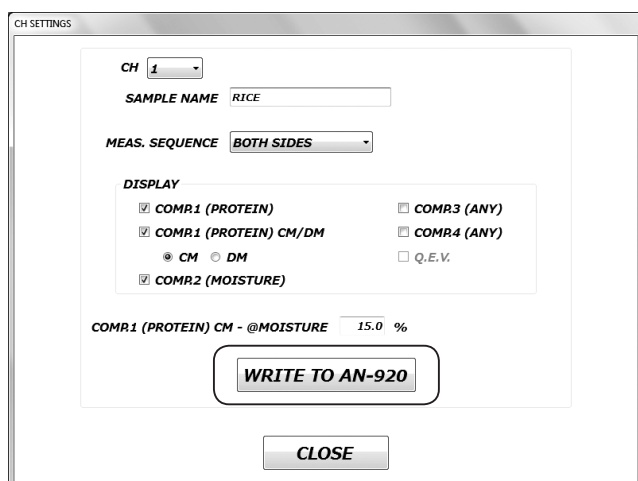 CH SETTINGS
CH 1
SAMPLE NAME RICE
MEAS. SEQUENCE BOTH SIDES
DISPLAY
COMP.1 (PROTEIN) COMP.3 (ANY)
COMP.1 (PROTEIN) CM/DM COMP.4 (ANY)
CM DM Q.E.V.
COMP.2 (MOISTURE)
COMP.1 (PROTEIN) CM - @MOISTURE 15.0 %
WRITE TO AN-920
CLOSE